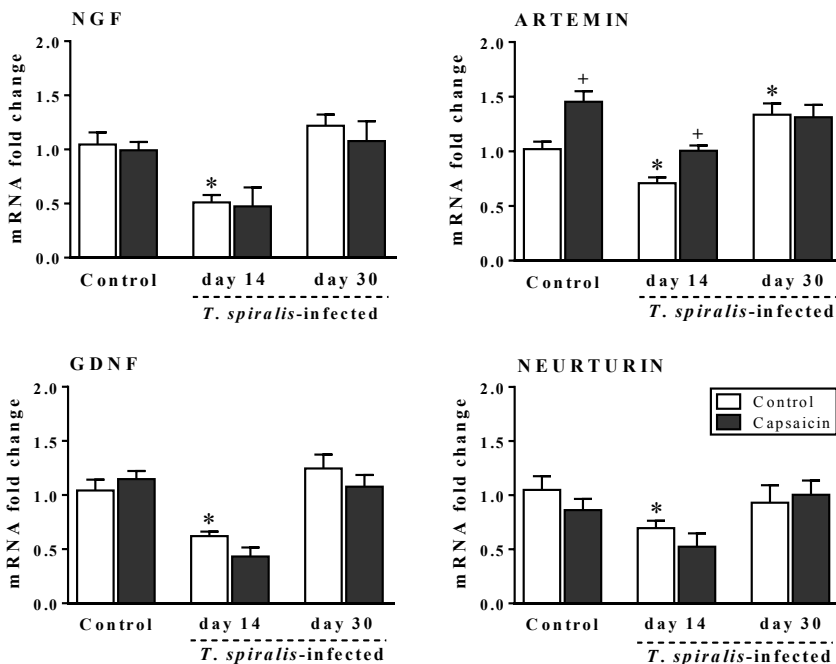 NGF
mRNA fold change
2.0
1.5
1.0
0.5
0.0
*
Control
day 14
day 30
T. spiralis-infected
ARTEMIN
mRNA fold change
2.0
1.5
1.0
0.5
0.0
+
*
+
*
Control
day 14
day 30
T. spiralis-infected
GDNF
mRNA fold change
2.0
1.5
1.0
0.5
0.0
*
Control
day 14
day 30
T. spiralis-infected
NEURTURIN
mRNA fold change
2.0
1.5
1.0
0.5
0.0
Control
Capsaicin
*
Control
day 14
day 30
T. spiralis-infected